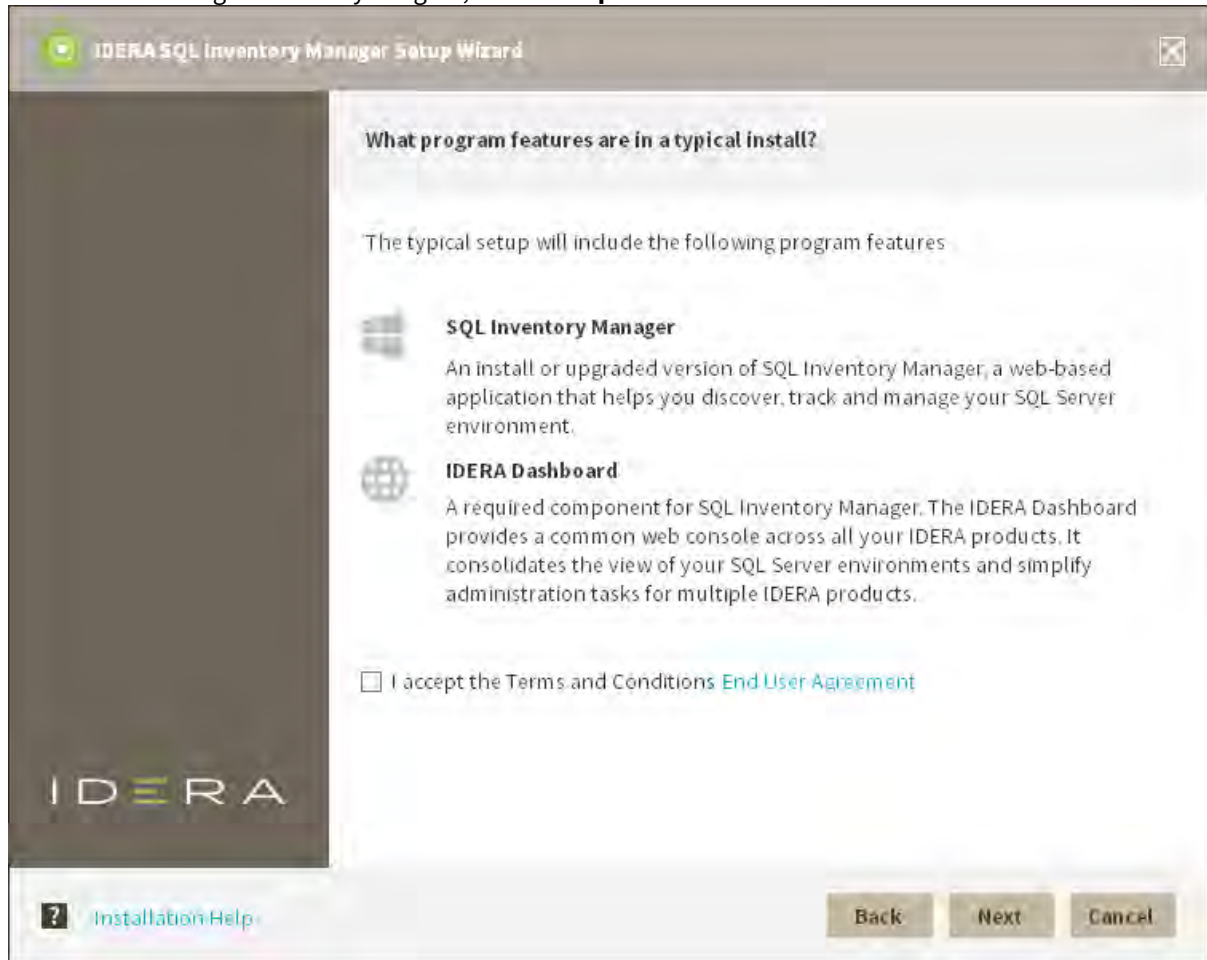 IDERA SQL Inventory Manager Setup Wizard
What program features are in a typical install?
The typical setup will include the following program features
SQL Inventory Manager
An install or upgraded version of SQL Inventory Manager, a web-based
application that helps you discover, track and manage your SQL Server
environment.
IDERA Dashboard
A required component for SQL Inventory Manager. The IDERA Dashboard
provides a common web console across all your IDERA products. It
consolidates the view of your SQL Server environments and simplify
administration tasks for multiple IDERA products.
I accept the Terms and Conditions End User Agreement
IDERA
? Installation Help
Back Next Cancel